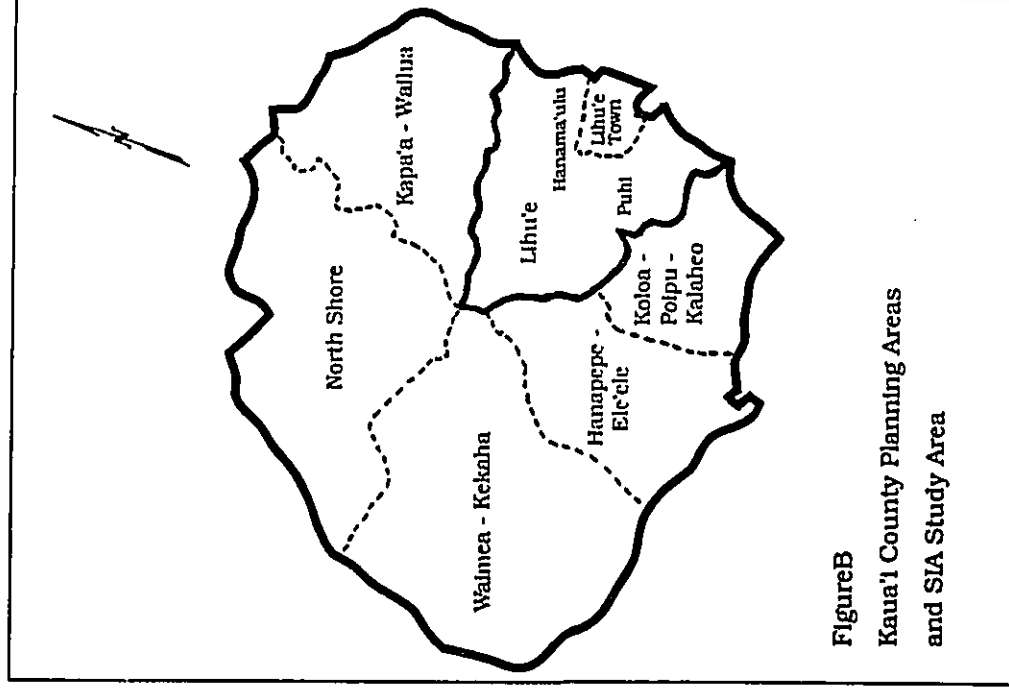 N
North Shore
Kapa'a - Wailua
Waimea - Kekaha
Lihu'e
Hanama'ulu
Lihu'e
Town
Puhi
Hanapepe -
Ele'ele
Koloa -
Poipu -
Kalaheo
FigureB
Kaua'i County Planning Areas
and SIA Study Area